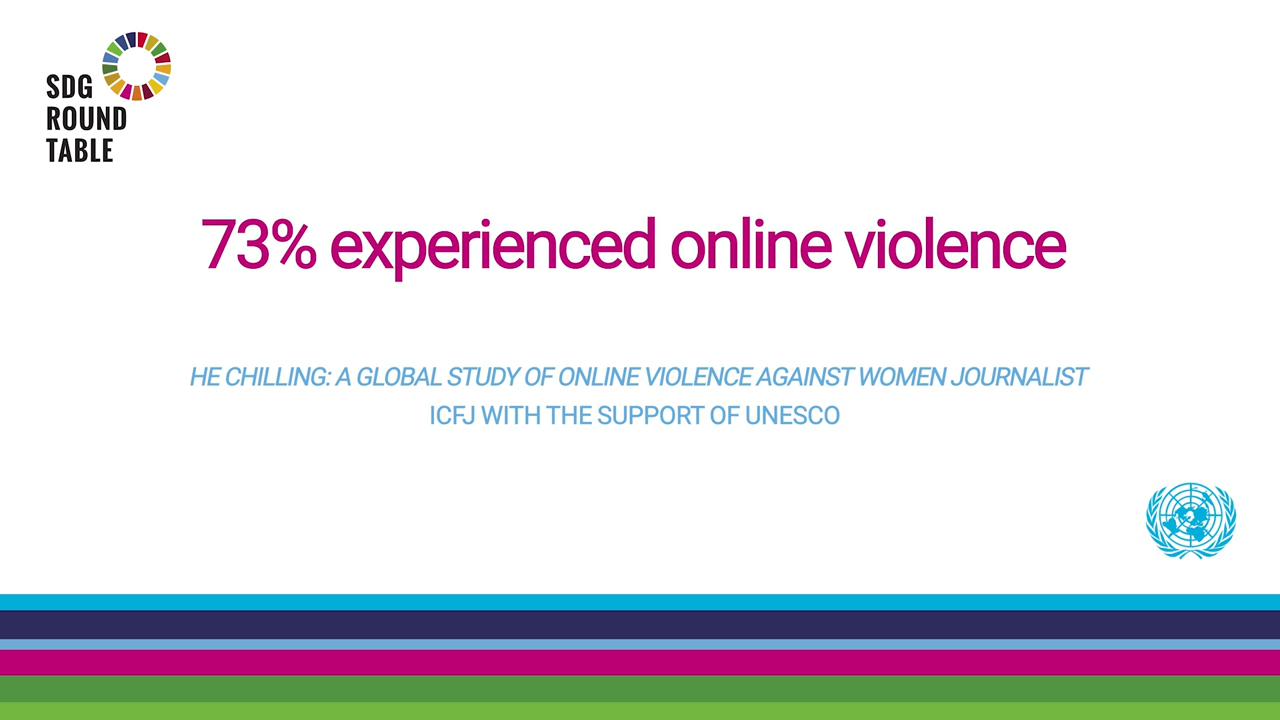 SDG
ROUND
TABLE
73% experienced online violence
HE CHILLING: A GLOBAL STUDY OF ONLINE VIOLENCE AGAINST WOMEN JOURNALIST
ICFJ WITH THE SUPPORT OF UNESCO